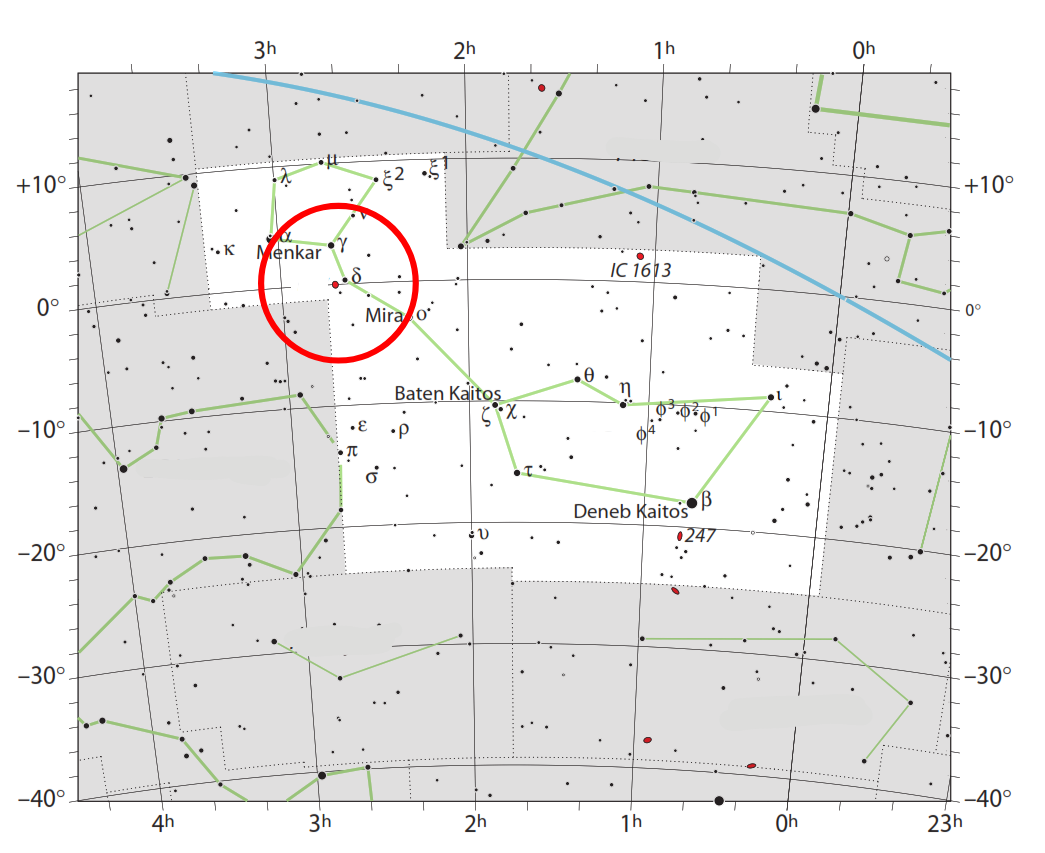 3h 2h 1h 0h
μ
λ ξ2 ξ1
+10° +10°
ν
α
κ Menkar γ
IC 1613
δ
0° Mira ο 0°
θ
Baten Kaitos η ι
ζ χ φ3 φ2 φ1
ε ρ φ4
−10° −10°
π
σ τ
Deneb Kaitos β
υ 247
−20° −20°
−30° −30°
−40° −40°
4h 3h 2h 1h 0h 23h